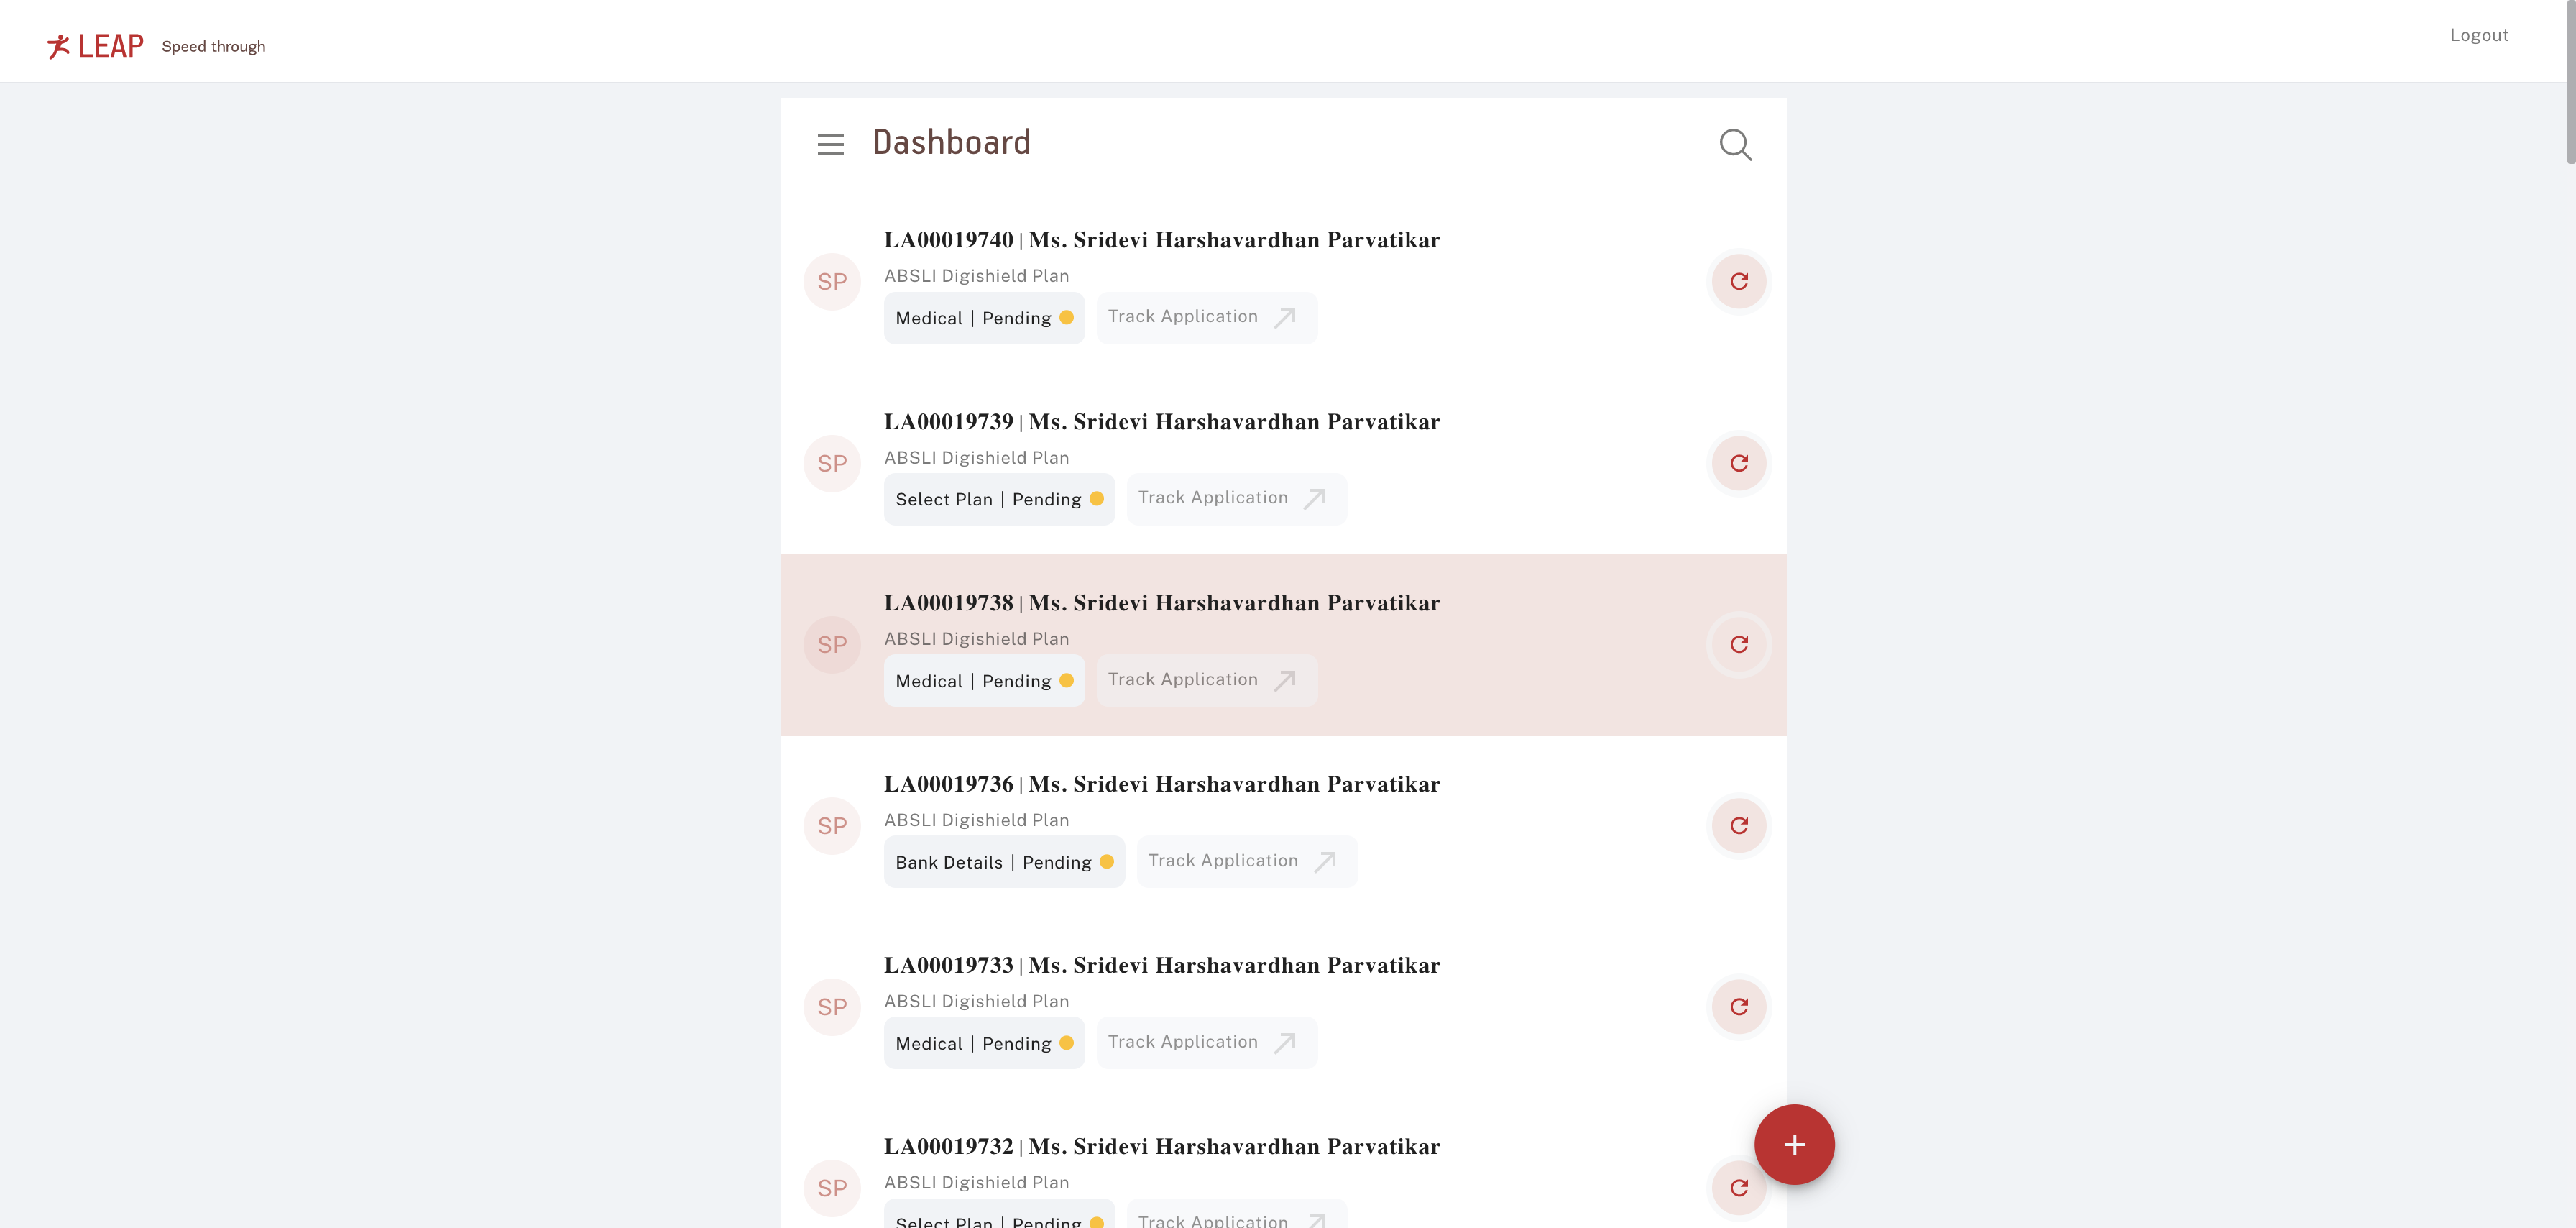 LEAP Speed through
Logout
Dashboard
LA00019740 | Ms. Sridevi Harshavardhan Parvatikar
SP
ABSLI Digishield Plan
Medical | Pending Track Application
LA00019739 | Ms. Sridevi Harshavardhan Parvatikar
SP
ABSLI Digishield Plan
Select Plan | Pending Track Application
LA00019738 | Ms. Sridevi Harshavardhan Parvatikar
SP
ABSLI Digishield Plan
Medical | Pending Track Application
LA00019736 | Ms. Sridevi Harshavardhan Parvatikar
SP
ABSLI Digishield Plan
Bank Details | Pending Track Application
LA00019733 | Ms. Sridevi Harshavardhan Parvatikar
SP
ABSLI Digishield Plan
Medical | Pending Track Application
LA00019732 | Ms. Sridevi Harshavardhan Parvatikar
SP
ABSLI Digishield Plan
Select Plan | Pending Track Application